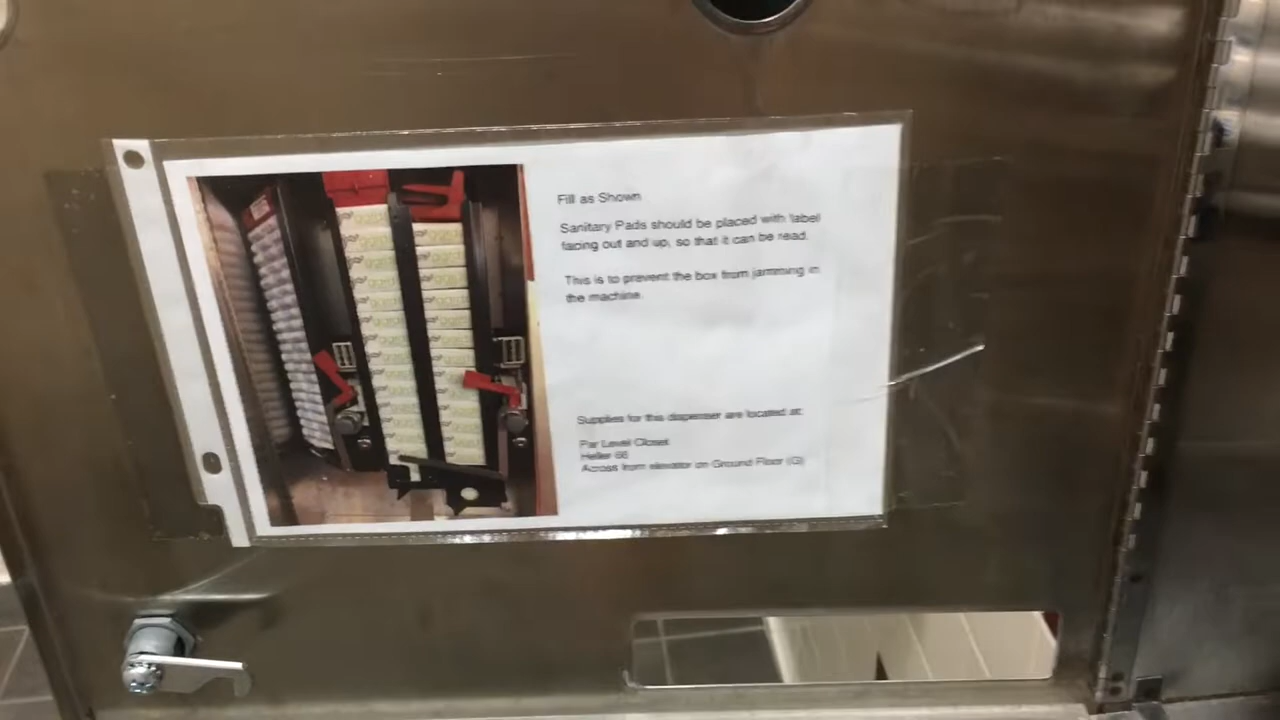 Fill as Shown
Sanitary Pads should be placed with label
facing out and up, so that it can be read.
This is to prevent the box from jamming in
the machine.
Supplies for this dispenser are located at:
Par Level Closet
Heller 66
Across from elevator on Ground Floor (G)